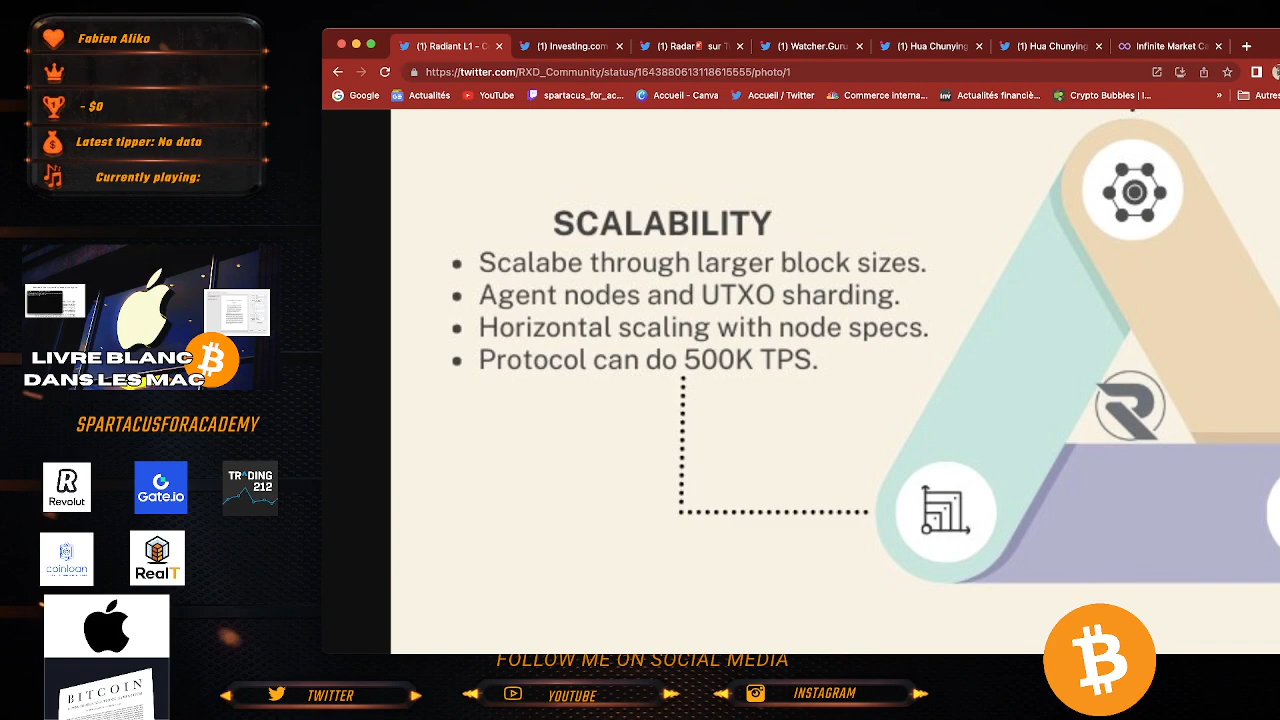 Fabien Aliko
- $0
Latest tipper: No data
Currently playing:
LIVRE BLANC
DANS LES MAC
SPARTACUSFORACADEMY
Revolut
Gate.io
TRADING
212
coinloan
RealT
BITCOIN
(1) Radiant L1 - C
(1) Investing.com
(1) Radar🚨 sur T
(1) Watcher.Guru
(1) Hua Chunying
(1) Hua Chunying
Infinite Market Ca
https://twitter.com/RXD_Community/status/1643880613118615555/photo/1
Google
Actualités
YouTube
spartacus_for_ac...
Accueil - Canva
Accueil / Twitter
Commerce interna...
Actualités financiè...
Crypto Bubbles | I...
»
Autres
SCALABILITY
• Scalabe through larger block sizes.
• Agent nodes and UTXO sharding.
• Horizontal scaling with node specs.
• Protocol can do 500K TPS.
FOLLOW ME ON SOCIAL MEDIA
TWITTER
YOUTUBE
INSTAGRAM